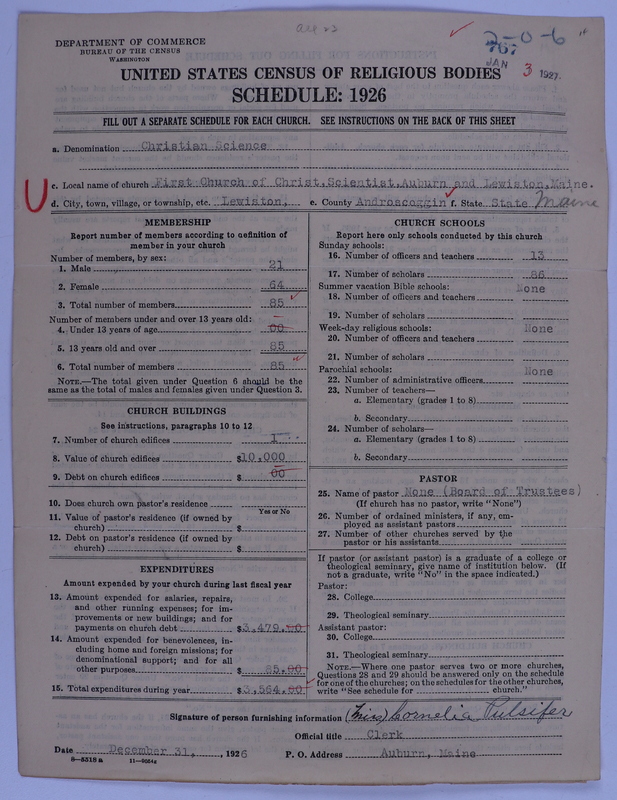 all
2-0-6
767
DEPARTMENT OF COMMERCE
BUREAU OF THE CENSUS
WASHINGTON
JAN 3 1927.
UNITED STATES CENSUS OF RELIGIOUS BODIES
SCHEDULE: 1926
FILL OUT A SEPARATE SCHEDULE FOR EACH CHURCH. SEE INSTRUCTIONS ON THE BACK OF THIS SHEET
a. Denomination Christian Science
c. Local name of church First Church of Christ,Scientist,Auburn and Lewiston,Maine.
d. City, town, village, or township, etc. Lewiston, e. County Androscoggin f. State State Maine
MEMBERSHIP
Report number of members according to definition of
member in your church
Number of members, by sex:
1. Male 21
2. Female 64
3. Total number of members 85
Number of members under and over 13 years old:
4. Under 13 years of age 00
5. 13 years old and over 85
6. Total number of members 85
NOTE.—The total given under Question 6 should be the
same as the total of males and females given under Question 3.
CHURCH BUILDINGS
See instructions, paragraphs 10 to 12
7. Number of church edifices 1
8. Value of church edifices $10,000
9. Debt on church edifices $ 00
10. Does church own pastor's residence
Yes or No
11. Value of pastor's residence (if owned by
church) $
12. Debt on pastor's residence (if owned by
church) $
EXPENDITURES
Amount expended by your church during last fiscal year
13. Amount expended for salaries, repairs,
and other running expenses; for im-
provements or new buildings; and for
payments on church debt $3,479.00
14. Amount expended for benevolences, in-
cluding home and foreign missions; for
denominational support; and for all
other purposes $ 85.00
15. Total expenditures during year $3,564.00
CHURCH SCHOOLS
Report here only schools conducted by this church
Sunday schools:
16. Number of officers and teachers 13
17. Number of scholars 86
Summer vacation Bible schools: None
18. Number of officers and teachers
19. Number of scholars
Week-day religious schools: None
20. Number of officers and teachers
21. Number of scholars
Parochial schools: None
22. Number of administrative officers
23. Number of teachers—
a. Elementary (grades 1 to 8)
b. Secondary
24. Number of scholars—
a. Elementary (grades 1 to 8)
b. Secondary
PASTOR
25. Name of pastor None (Board of Trustees)
(If church has no pastor, write "None")
26. Number of ordained ministers, if any, em-
ployed as assistant pastors
27. Number of other churches served by the
pastor or his assistants
If pastor (or assistant pastor) is a graduate of a college or
theological seminary, give name of institution below. (If
not a graduate, write "No" in the space indicated.)
Pastor:
28. College
29. Theological seminary
Assistant pastor:
30. College
31. Theological seminary
NOTE.—Where one pastor serves two or more churches,
Questions 28 and 29 should be answered only on the schedule
for one of the churches; on the schedules for the other churches,
write "See schedule for church."
Signature of person furnishing information (Miss) Cornelia Pulsifer
Official title Clerk
Date December 31, 1926 P. O. Address Auburn, Maine
8—5318 a 11—9054a